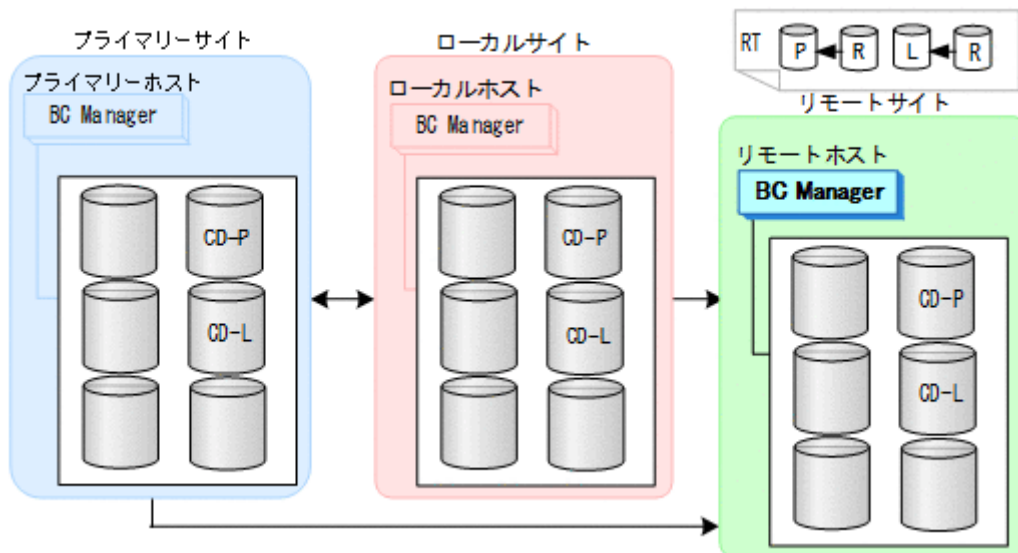 プライマリーサイト
プライマリーホスト
BC Manager
CD-P
CD-L
ローカルサイト
ローカルホスト
BC Manager
CD-P
CD-L
RT P R L R
リモートサイト
リモートホスト
BC Manager
CD-P
CD-L